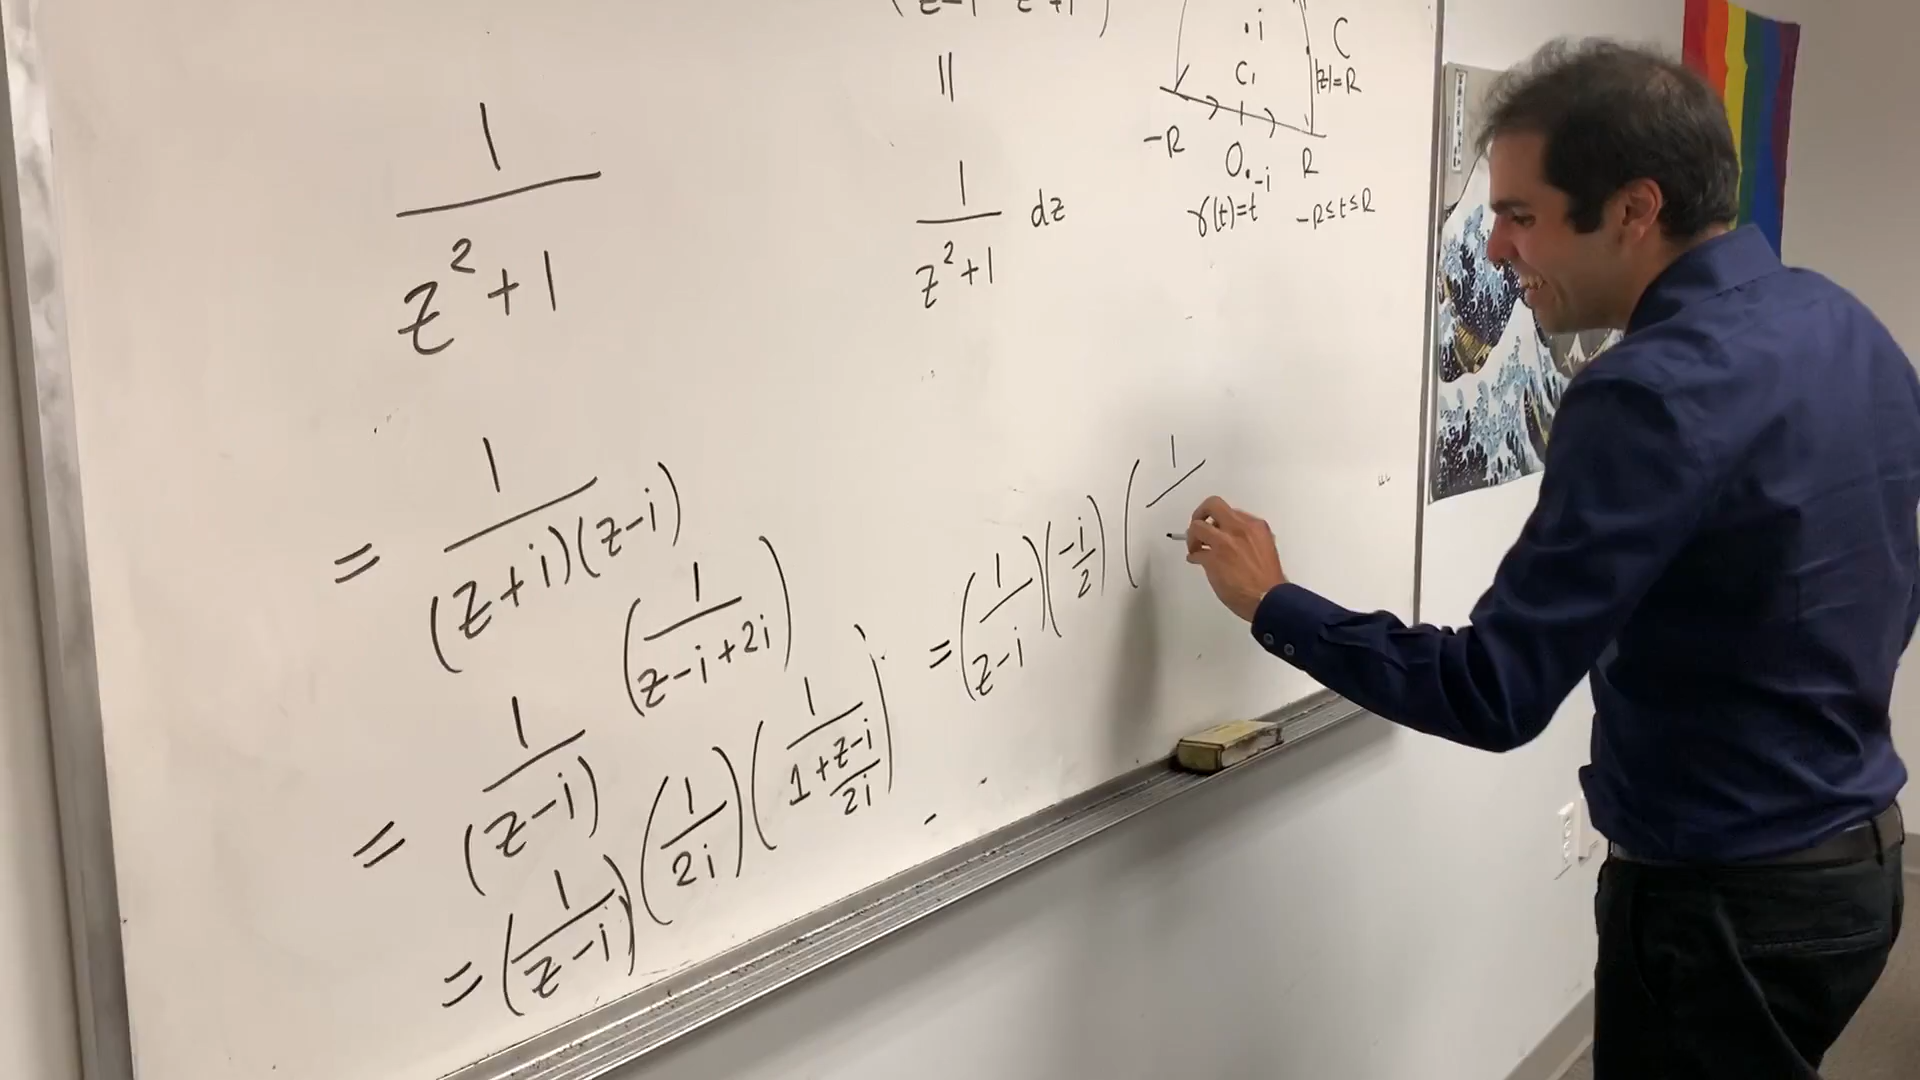 1
z² + 1
= 1
(z+i)(z-i)
= 1
(z-i)
( 1
z-i+2i )
= ( 1
z-i ) ( 1
2i ) ( 1
1 + z-i
2i )
||
1
z² + 1 dz
• i
C
C₁
|z|=R
-R
0
• -i
R
γ(t)=t -R≤t≤R
= ( 1
z-i ) ( -i
2 ) ( 1